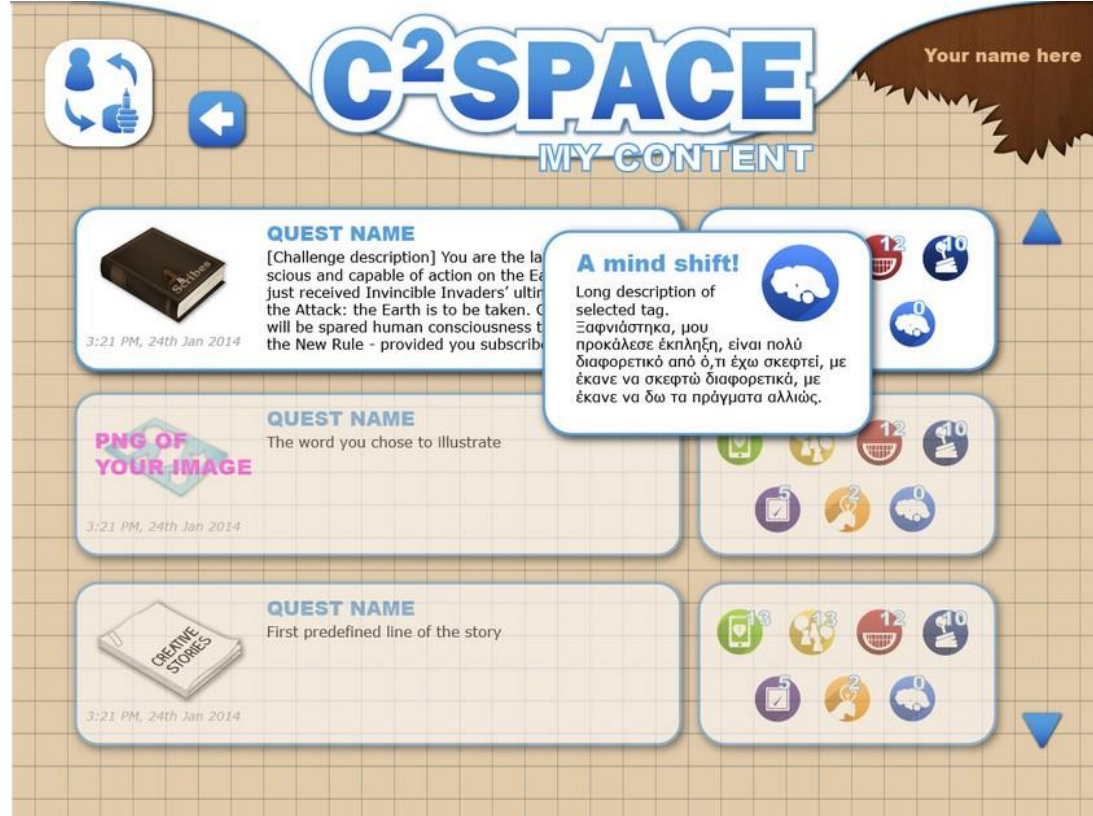 C²SPACE
MY CONTENT
Your name here
QUEST NAME
[Challenge description] You are the la
scious and capable of action on the Ea
just received Invincible Invaders' ultir
the Attack: the Earth is to be taken.
will be spared human consciousness t
the New Rule - provided you subscrib
Scribes
3:21 PM, 24th Jan 2014
A mind shift!
Long description of
selected tag.
Ξαφνιάστηκα, μου
προκάλεσε έκπληξη, είναι πολύ
διαφορετικό από ό,τι έχω σκεφτεί, με
έκανε να σκεφτώ διαφορετικά, με
έκανε να δω τα πράγματα αλλιώς.
12
10
0
QUEST NAME
The word you chose to illustrate
PNG OF
YOUR IMAGE
3:21 PM, 24th Jan 2014
12
10
5
2
0
QUEST NAME
First predefined line of the story
CREATIVE
STORIES
3:21 PM, 24th Jan 2014
13
13
12
10
5
2
0